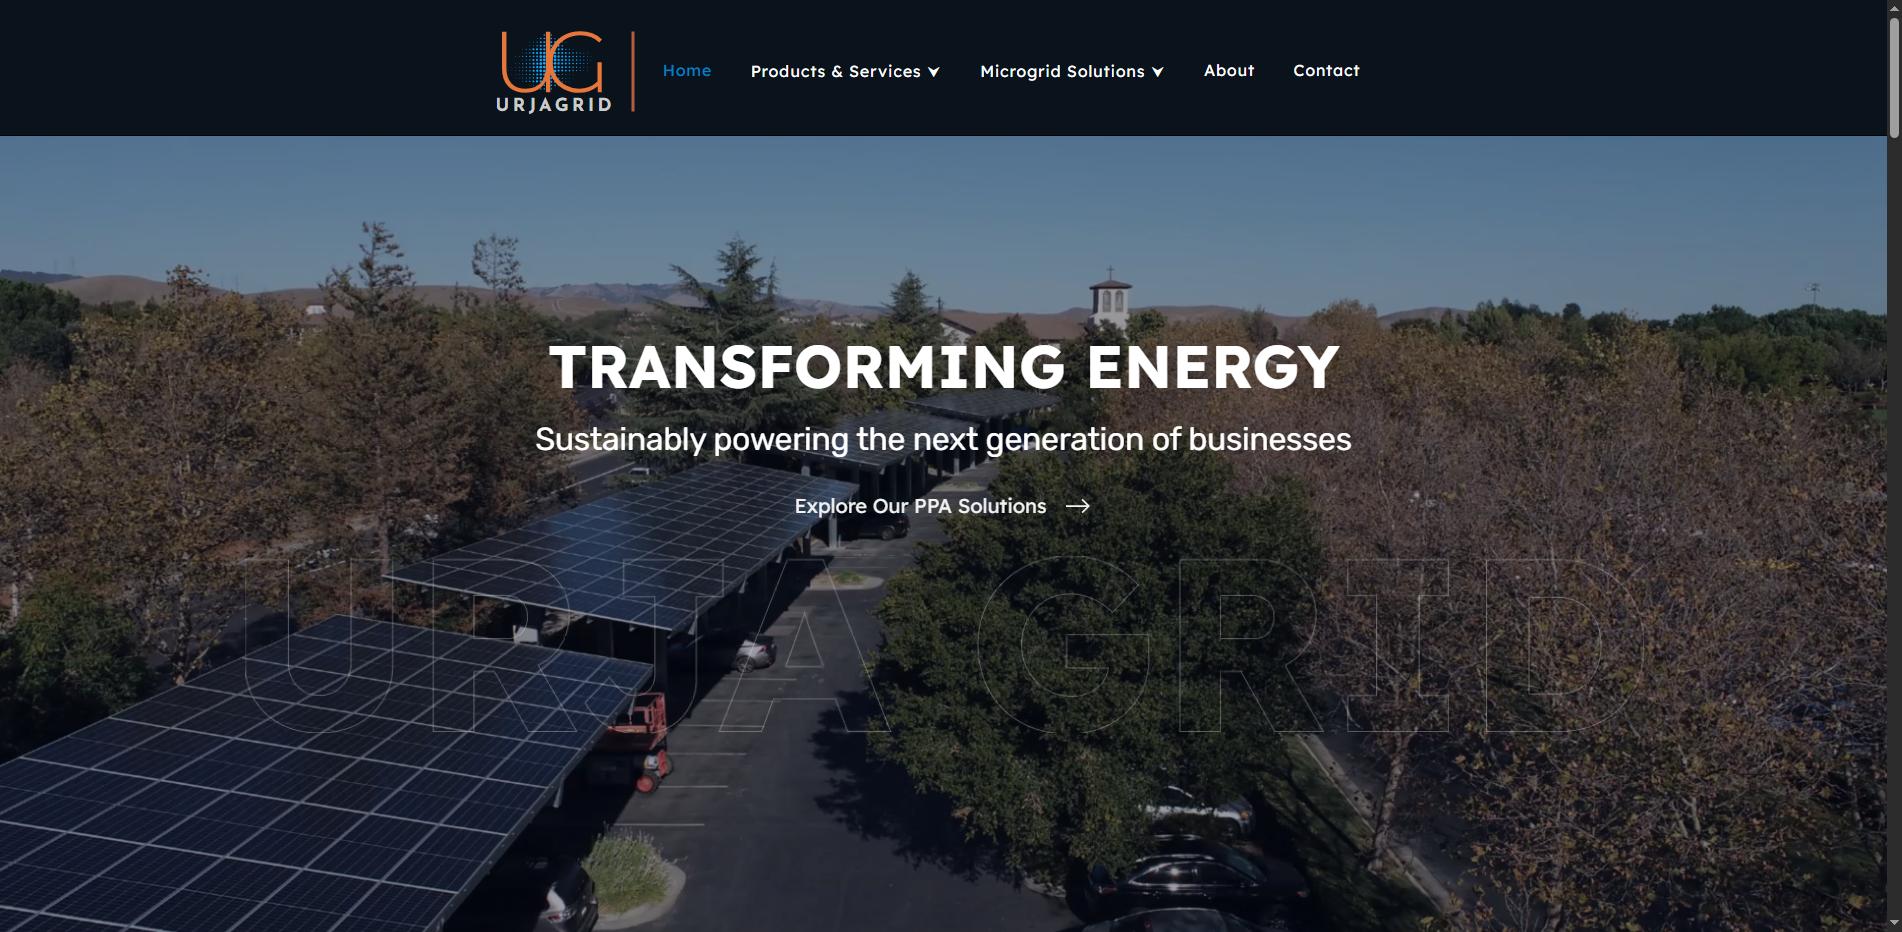 UG
URJAGRID
Home
Products & Services
Microgrid Solutions
About
Contact
TRANSFORMING ENERGY
Sustainably powering the next generation of businesses
Explore Our PPA Solutions
URJA GRID